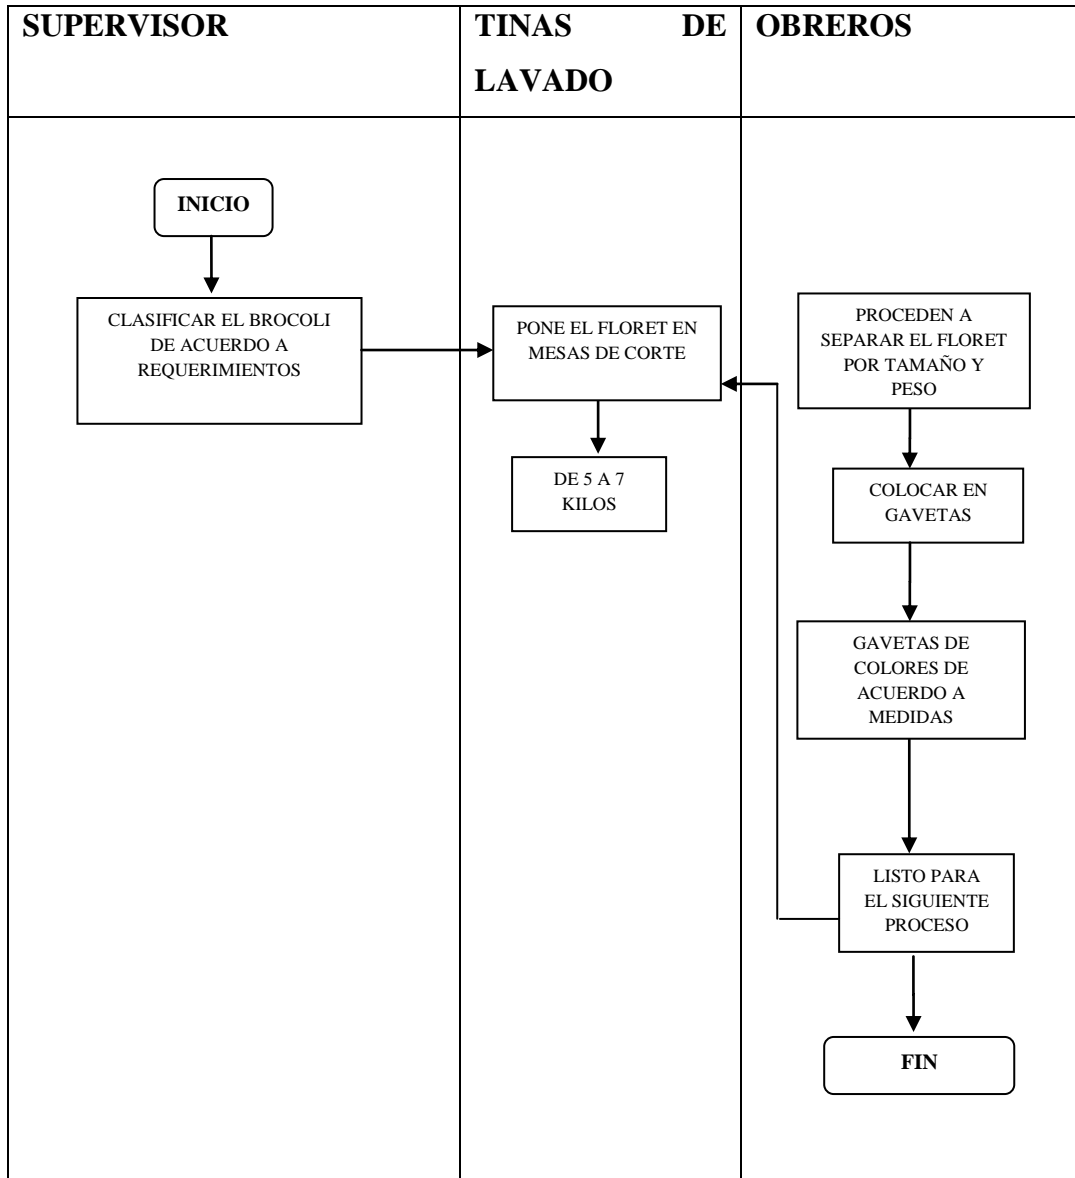 SUPERVISOR
TINAS DE
LAVADO
OBREROS
INICIO
CLASIFICAR EL BROCOLI
DE ACUERDO A
REQUERIMIENTOS
PONE EL FLORET EN
MESAS DE CORTE
DE 5 A 7
KILOS
PROCEDEN A
SEPARAR EL FLORET
POR TAMAÑO Y
PESO
COLOCAR EN
GAVETAS
GAVETAS DE
COLORES DE
ACUERDO A
MEDIDAS
LISTO PARA
EL SIGUIENTE
PROCESO
FIN